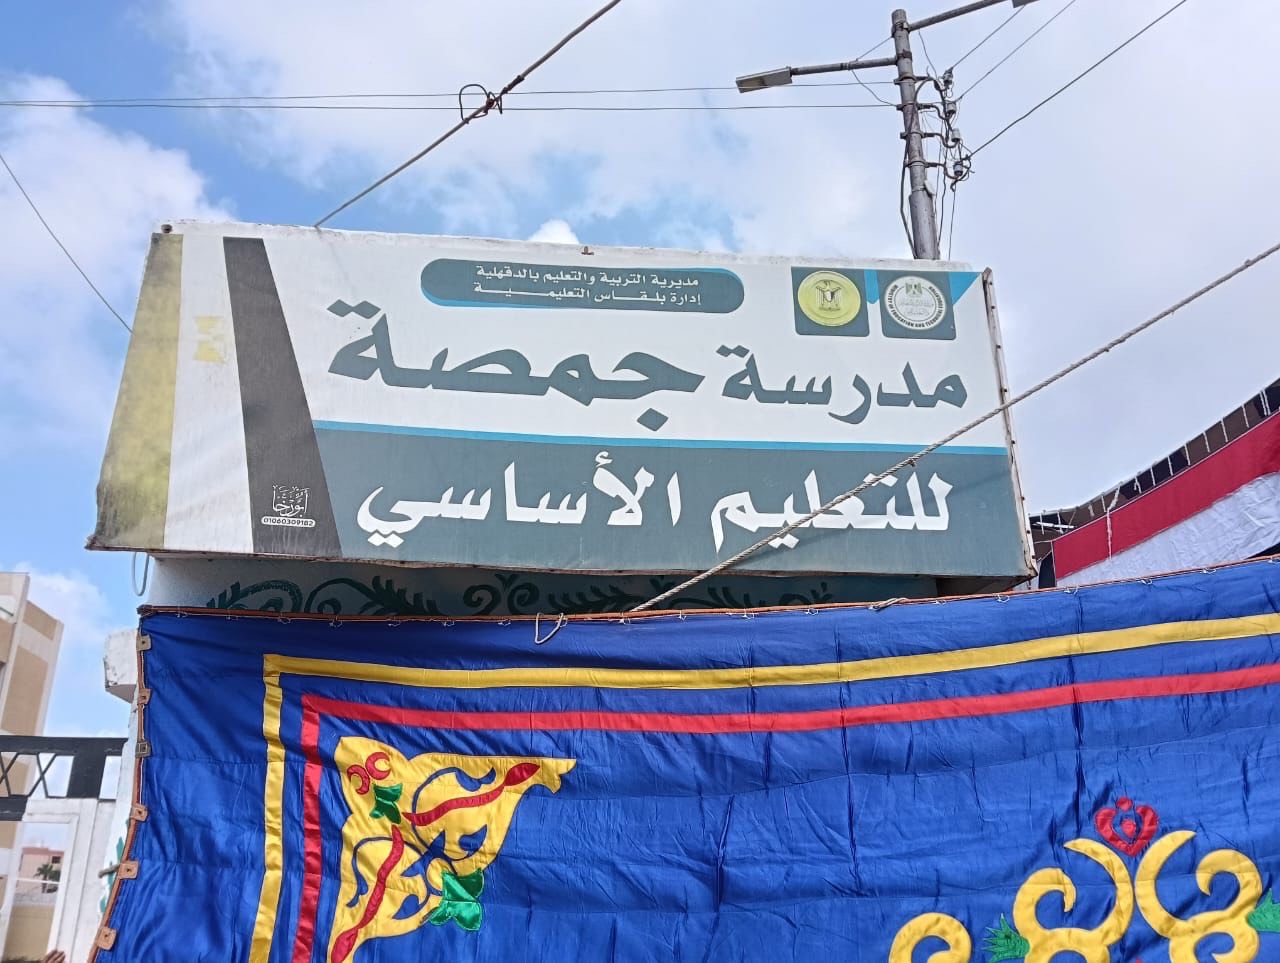 مديرية التربية والتعليم بالدقهلية
إدارة بلقاس التعليمية
مدرسة جمصة
للتعليم الأساسي
01060309182